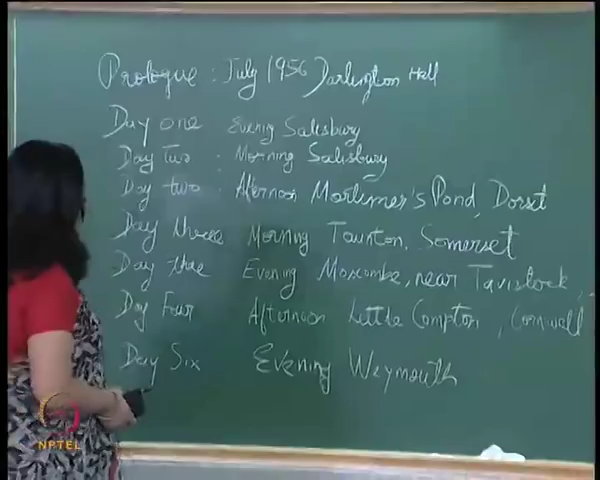 Prologue : July 1956 Darlington Hall
Day one Evenig Salisbury
Day Two : Morning Salisbury
Day two : Afternoon Mortimer's Pond, Dorset
Day three Morning Taunton, Somerset
Day three Evening Moscombe, near Tavistock,
Day Four Afternoon Little Compton, Cornwall
Day Six Evening Weymouth
NPTEL